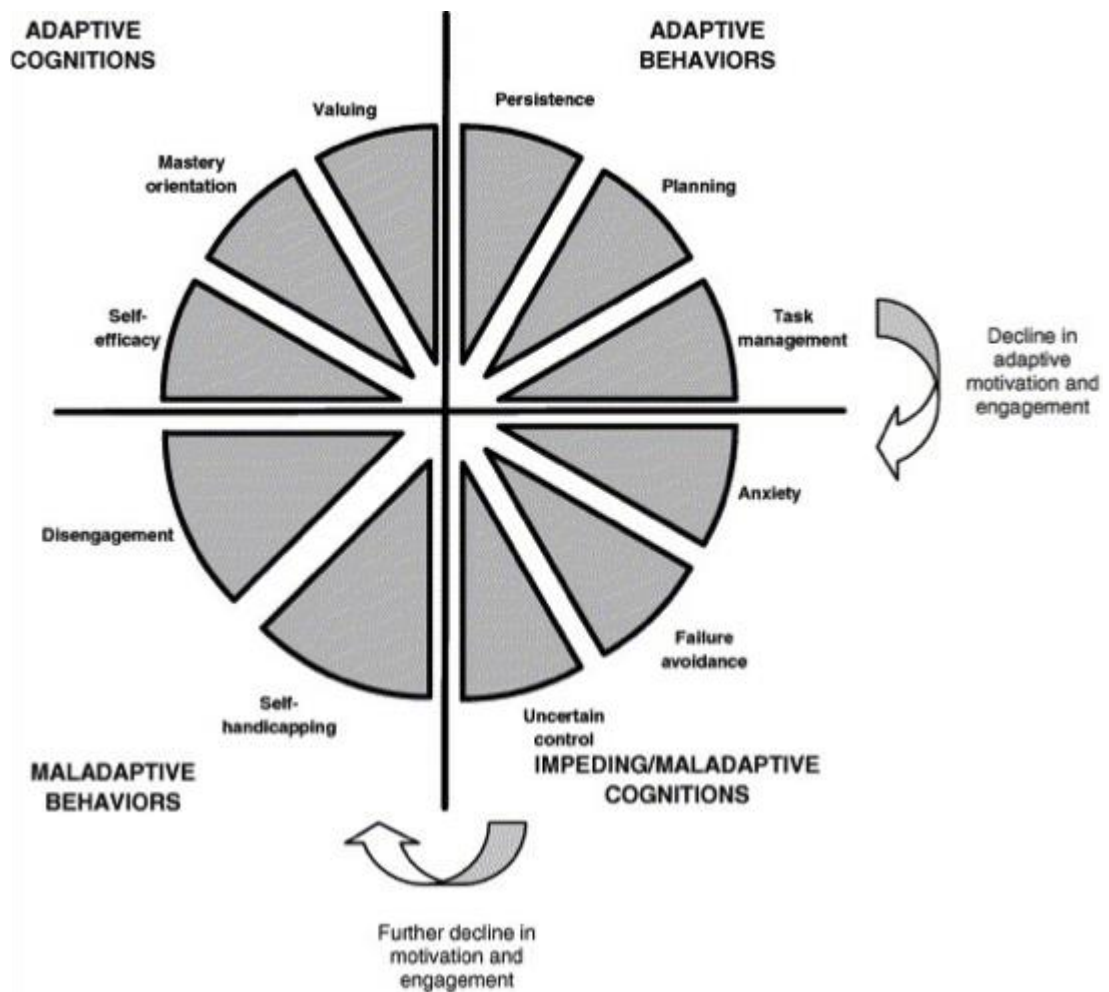 ADAPTIVE
COGNITIONS
ADAPTIVE
BEHAVIORS
Valuing
Persistence
Mastery
orientation
Planning
Self-
efficacy
Task
management
Decline in
adaptive
motivation and
engagement
Disengagement
Anxiety
Failure
avoidance
Self-
handicapping
Uncertain
control
MALADAPTIVE
BEHAVIORS
IMPEDING/MALADAPTIVE
COGNITIONS
Further decline in
motivation and
engagement